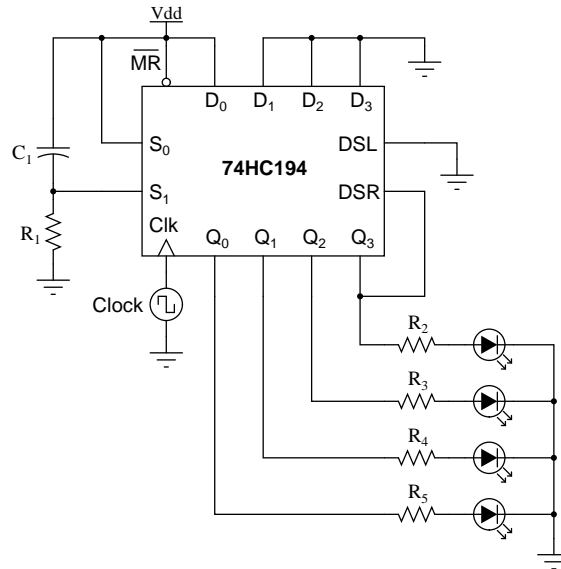 Vdd
MR
D0 D1 D2 D3
C1
S0
DSL
74HC194
S1
DSR
R1
Clk
Q0 Q1 Q2 Q3
Clock
R2
R3
R4
R5